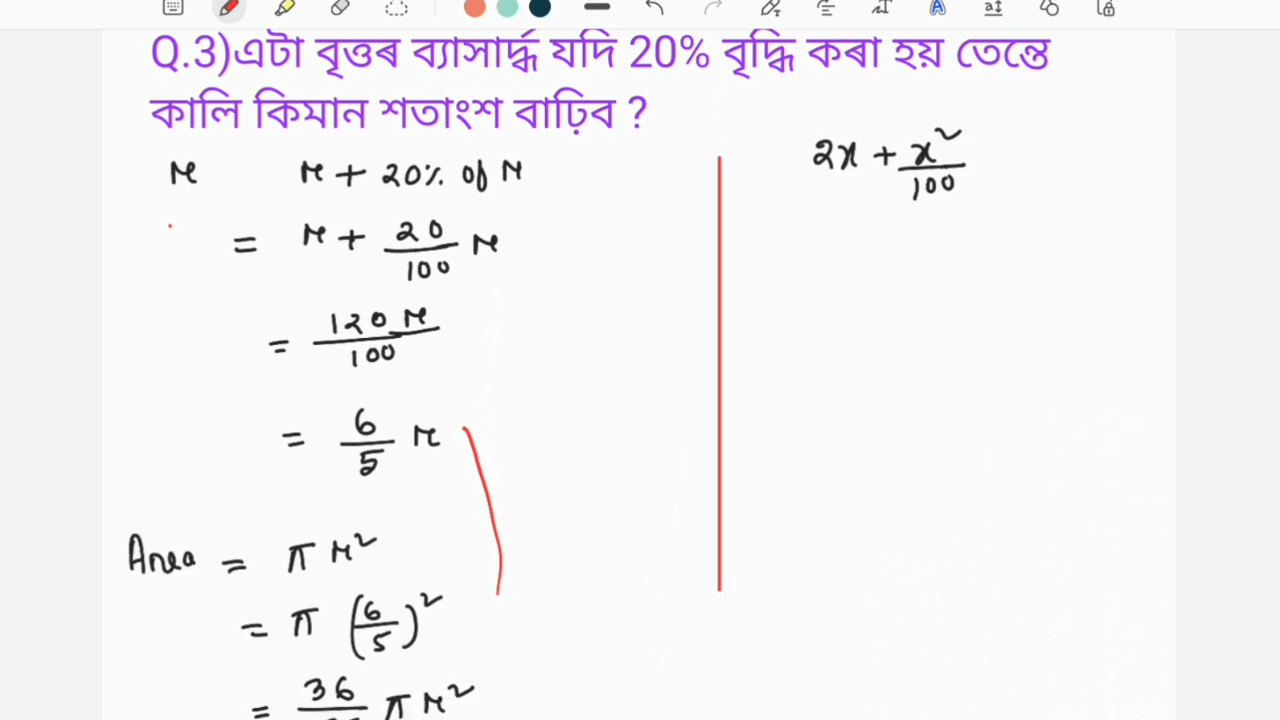 Q.3)এটা বৃত্তৰ ব্যাসাৰ্দ্ধ যদি 20% বৃদ্ধি কৰা হয় তেন্তে
কালি কিমান শতাংশ বাঢ়িব ?
r r + 20% of r
= r + 20/100 r
= 120 r/100
= 6/5 r
Area = πr²
= π (6/5)²
= 36 πr²
2x + x²/100